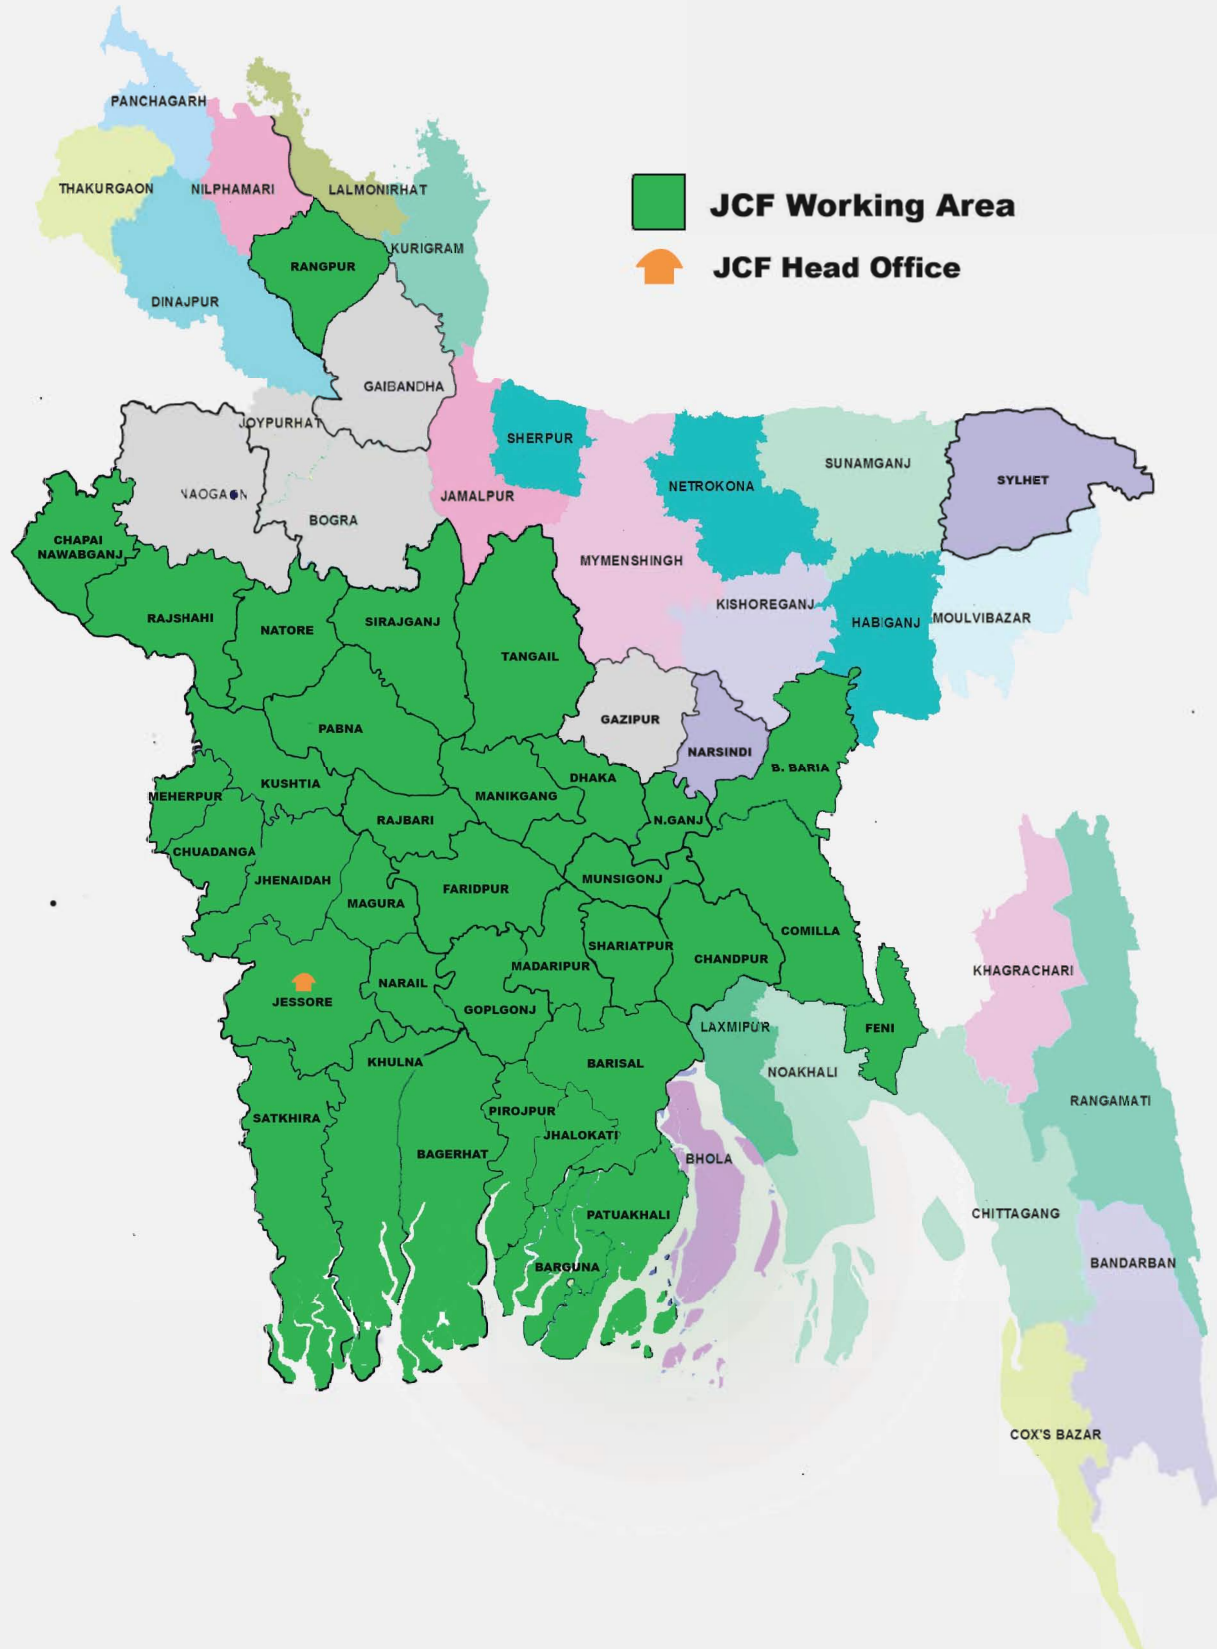 PANCHAGARH
THAKURGAON
NILPHAMARI
LALMONIRHAT
JCF Working Area
KURIGRAM
RANGPUR
JCF Head Office
DINAJPUR
GAIBANDHA
JOYPURHAT
SHERPUR
SUNAMGANJ
SYLHET
NETROKONA
NAOGAON
JAMALPUR
BOGRA
CHAPAI
NAWABGANJ
MYMENSHINGH
KISHOREGANJ
RAJSHAHI
NATORE
SIRAJGANJ
HABIGANJ
MOULVIBAZAR
TANGAIL
GAZIPUR
PABNA
NARSINDI
B. BARIA
DHAKA
KUSHTIA
MEHERPUR
MANIKGANG
RAJBARI
N.GANJ
CHUADANGA
JHENAIDAH
MUNSIGONJ
FARIDPUR
MAGURA
COMILLA
SHARIATPUR
CHANDPUR
MADARIPUR
KHAGRACHARI
NARAIL
JESSORE
GOPLGONJ
LAXMIPUR
FENI
KHULNA
BARISAL
NOAKHALI
RANGAMATI
SATKHIRA
PIROJPUR
JHALOKATI
BAGERHAT
BHOLA
PATUAKHALI
CHITTAGANG
BARGUNA
BANDARBAN
COX'S BAZAR